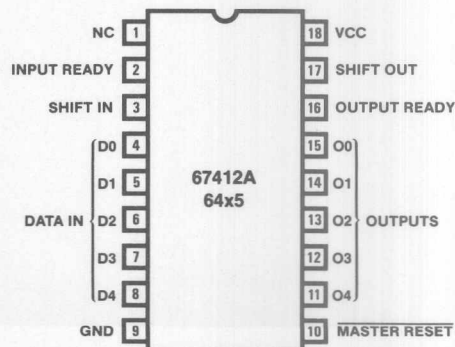 NC 1 18 VCC
INPUT READY 2 17 SHIFT OUT
SHIFT IN 3 16 OUTPUT READY
D0 4 15 O0
D1 5 67412A 14 O1
64x5
DATA IN D2 6 13 O2 OUTPUTS
D3 7 12 O3
D4 8 11 O4
GND 9 10 MASTER RESET